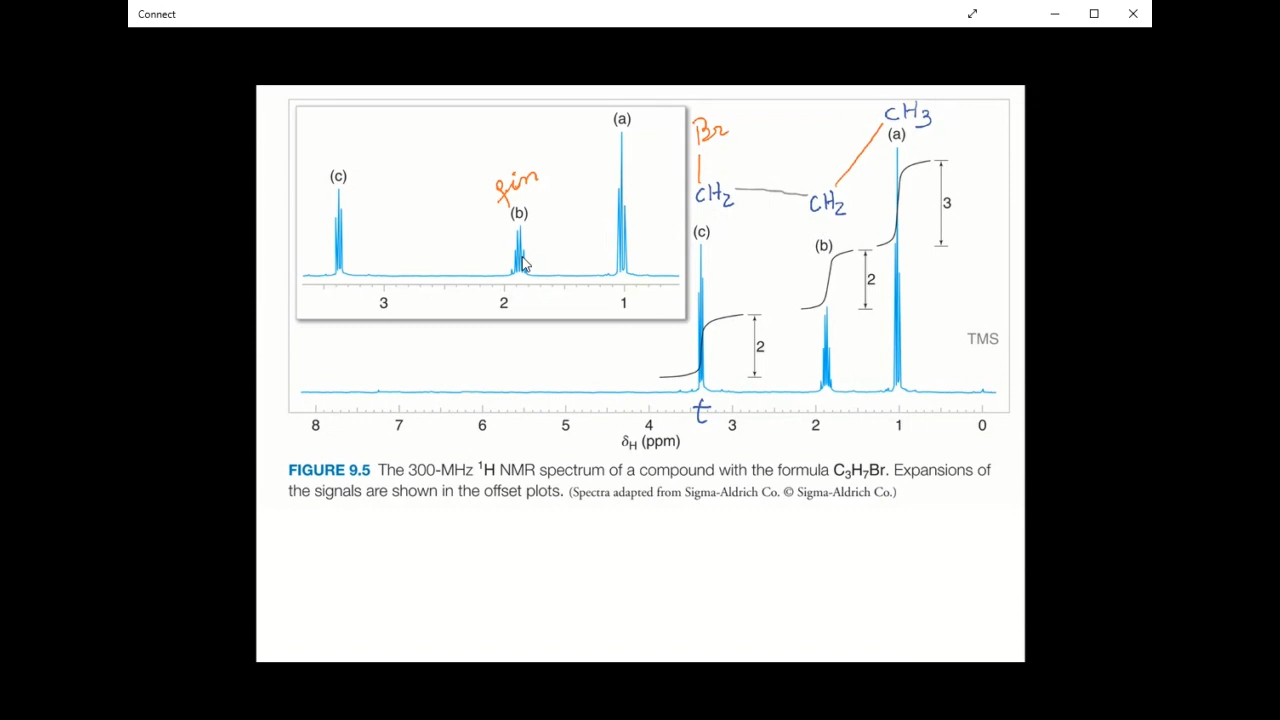 Connect
(a)
(c)
qin
(b)
3 2 1
Br
CH3
(a)
CH2
CH2
3
(c)
(b)
2
2
TMS
t
8 7 6 5 4 3 2 1 0
δH (ppm)
FIGURE 9.5 The 300-MHz ¹H NMR spectrum of a compound with the formula C₃H₇Br. Expansions of
the signals are shown in the offset plots. (Spectra adapted from Sigma-Aldrich Co. © Sigma-Aldrich Co.)